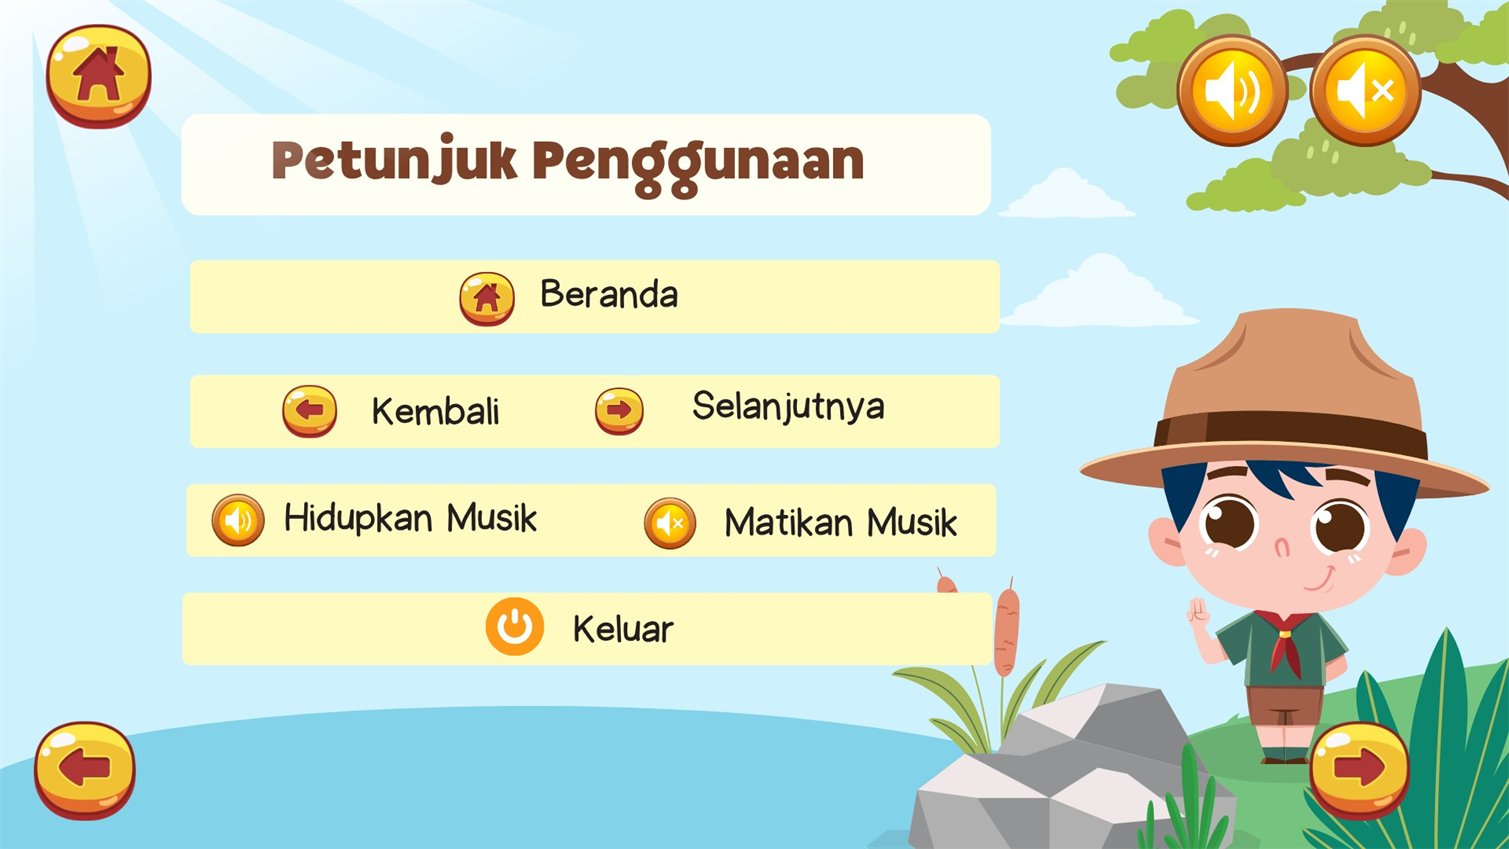 Petunjuk Penggunaan
Beranda
Kembali Selanjutnya
Hidupkan Musik Matikan Musik
Keluar